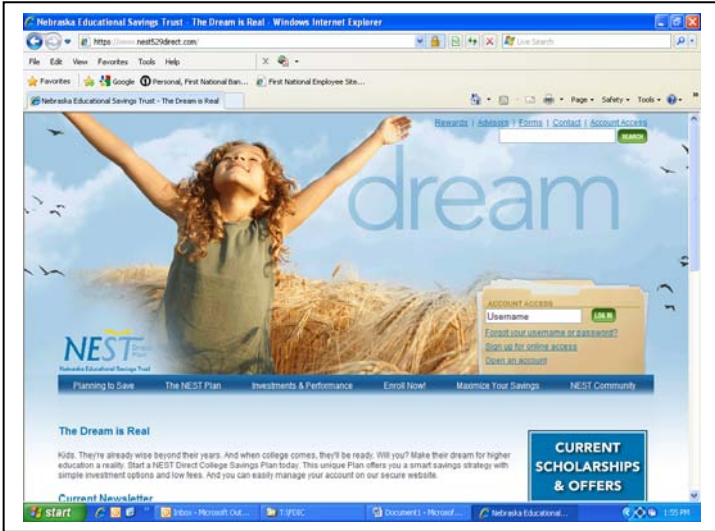 Nebraska Educational Savings Trust - The Dream is Real - Windows Internet Explorer
https://www.nest529direct.com/
Live Search
File Edit View Favorites Tools Help
X
Favorites Google Personal, First National Ban... First National Employee Site...
Nebraska Educational Savings Trust - The Dream is Real
Page Safety Tools
Rewards | Advisors | Forms | Contact | Account Access
SEARCH
dream
ACCOUNT ACCESS
Username LOG IN
Forgot your username or password?
Sign up for online access
Open an account
NEST Direct Plan
Nebraska Educational Savings Trust
Planning to Save The NEST Plan Investments & Performance Enroll Now! Maximize Your Savings NEST Community
The Dream is Real
Kids. They're already wise beyond their years. And when college comes, they'll be ready. Will you? Make their dream for higher
education a reality. Start a NEST Direct College Savings Plan today. This unique Plan offers you a smart savings strategy with
simple investment options and low fees. And you can easily manage your account on our secure website.
CURRENT
SCHOLARSHIPS
& OFFERS
Current Newsletter
start Inbox - Microsoft Out... T:\FDIC Document1 - Microsof... Nebraska Educational... 1:55 PM